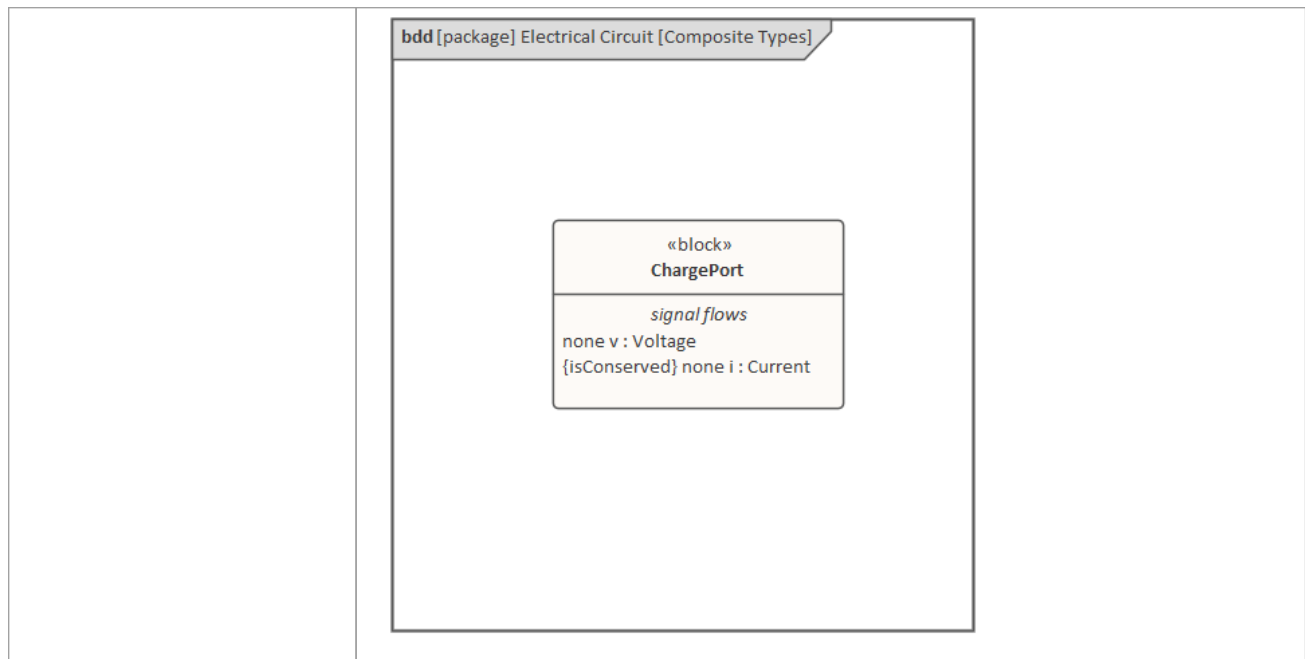 bdd [package] Electrical Circuit [Composite Types]
«block»
ChargePort
signal flows
none v : Voltage
{isConserved} none i : Current